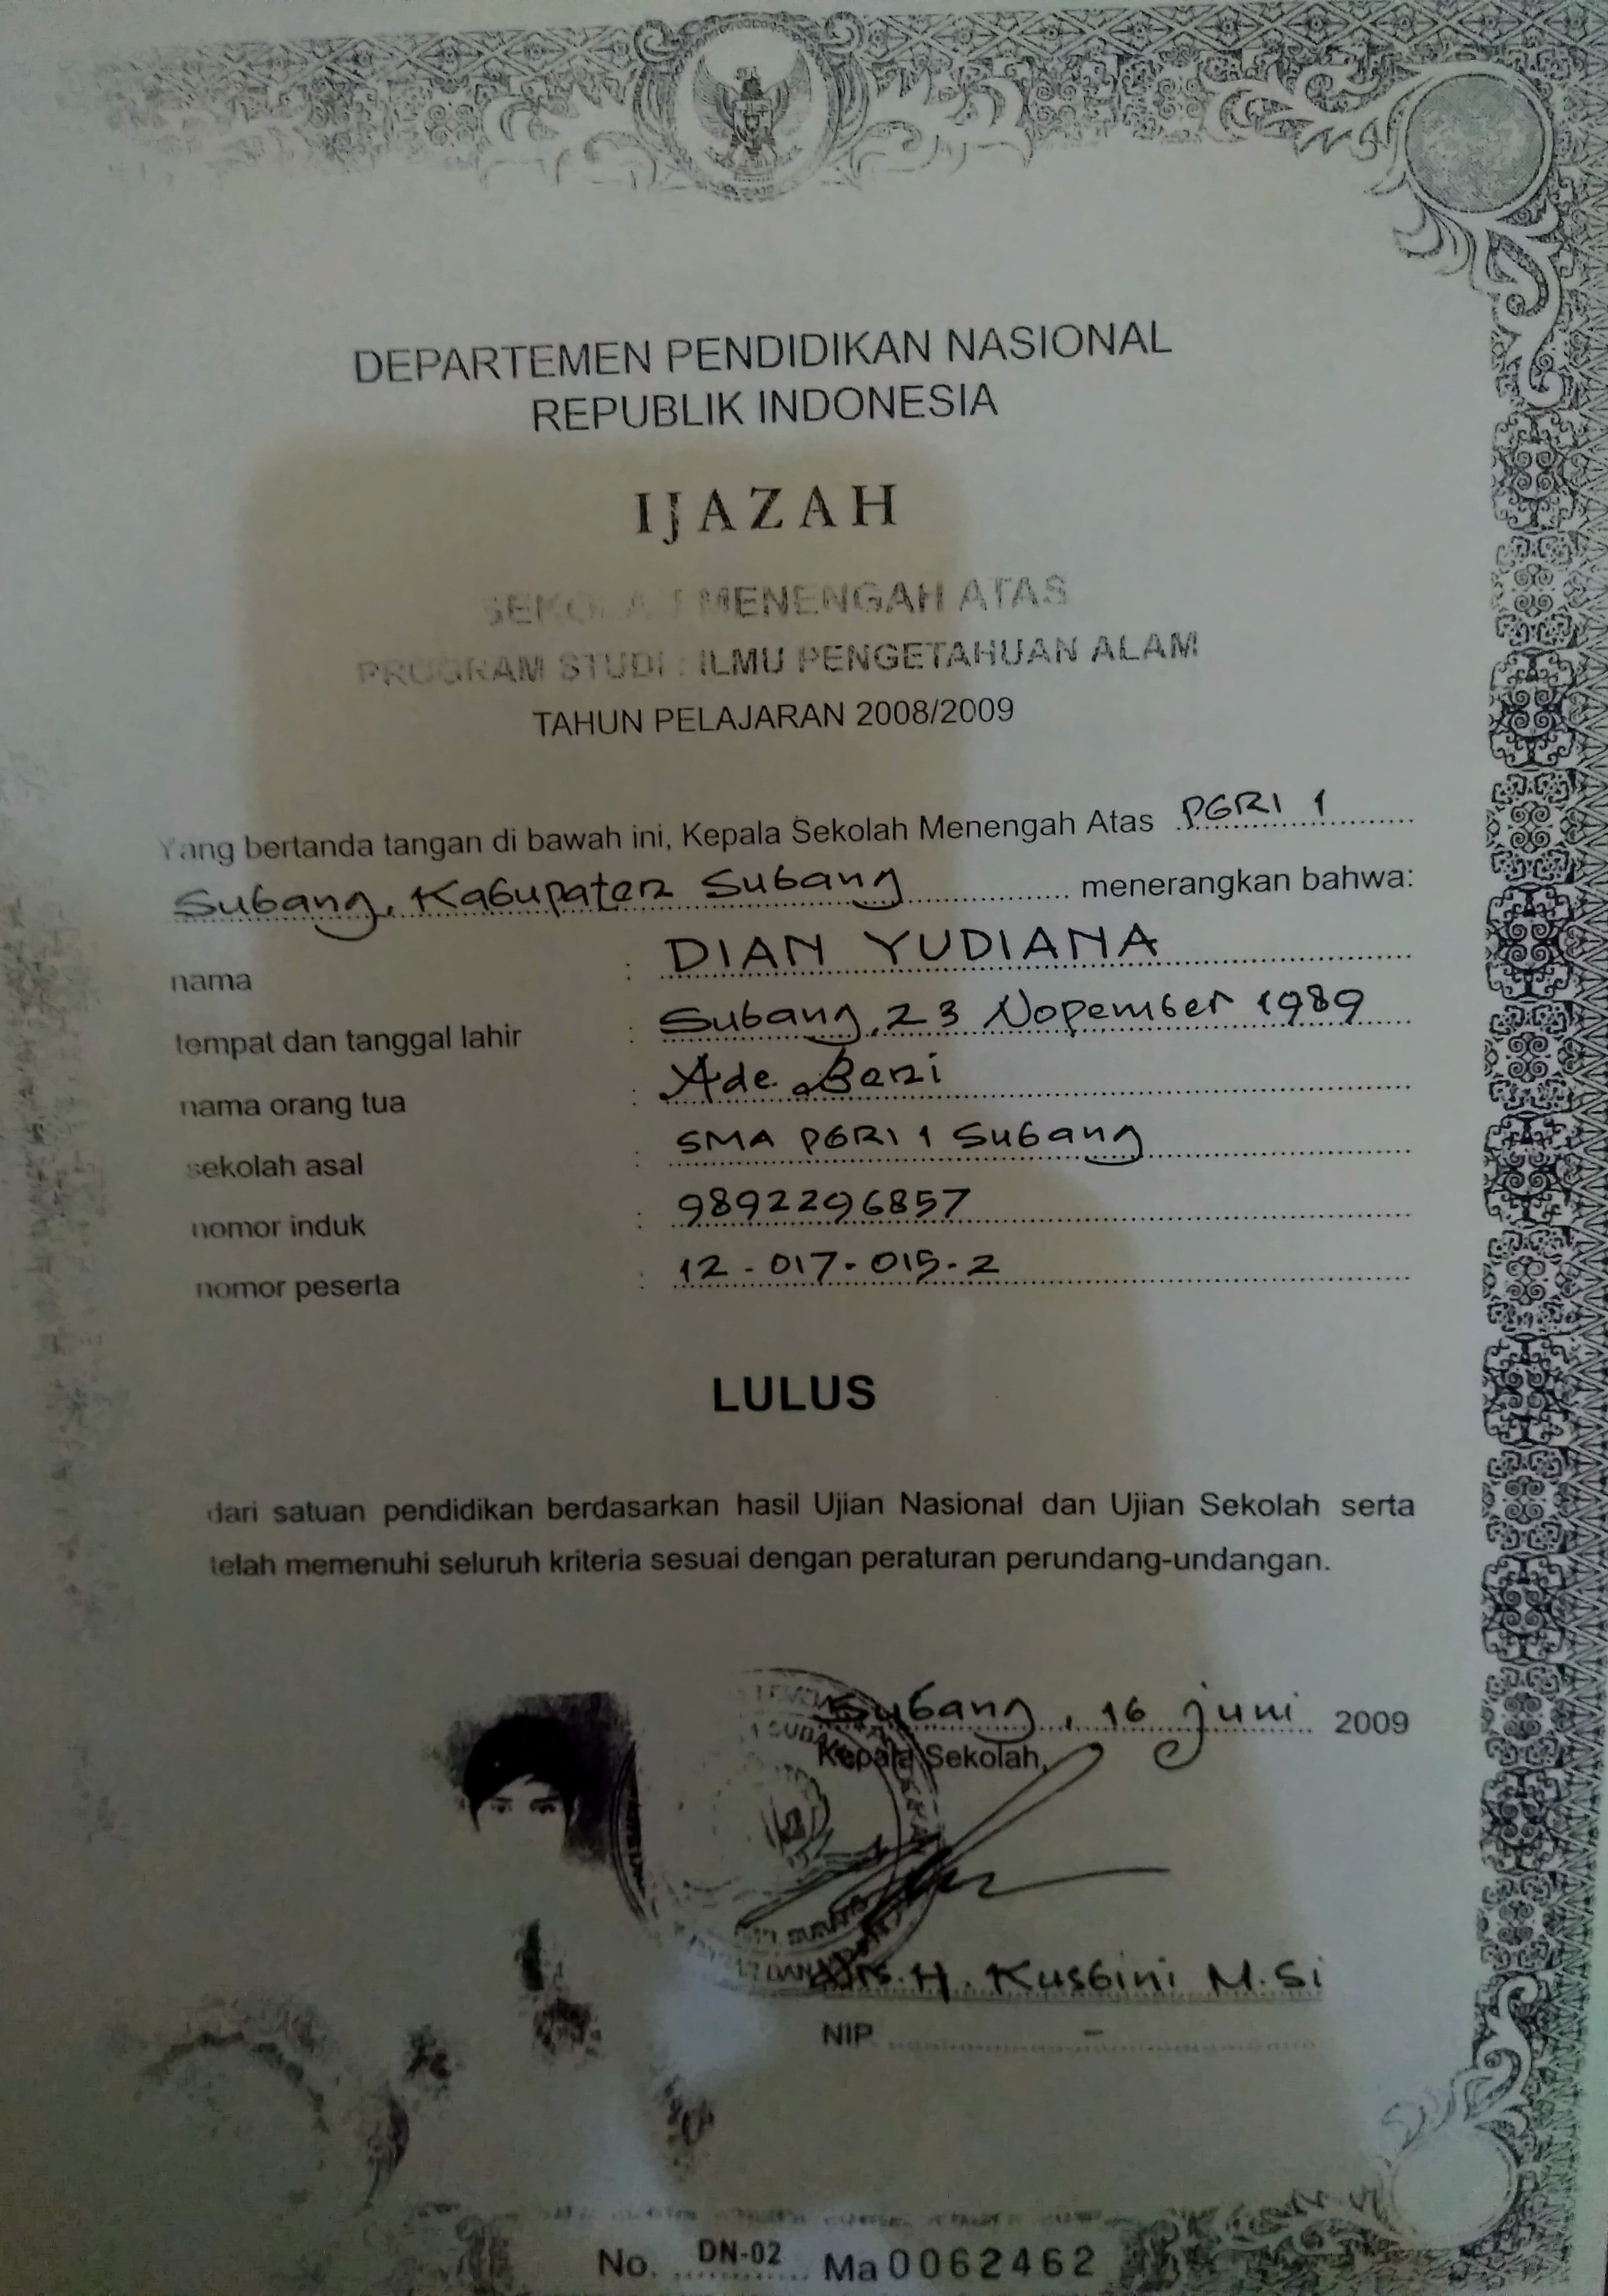 DEPARTEMEN PENDIDIKAN NASIONAL
REPUBLIK INDONESIA
IJAZAH
SEKOLAH MENENGAH ATAS
PROGRAM STUDI : ILMU PENGETAHUAN ALAM
TAHUN PELAJARAN 2008/2009
Yang bertanda tangan di bawah ini, Kepala Sekolah Menengah Atas PGRI 1
Subang, Kabupaten Subang menerangkan bahwa:
nama : DIAN YUDIANA
tempat dan tanggal lahir : Subang, 23 Nopember 1989
nama orang tua : Ade Beni
sekolah asal : SMA PGRI 1 Subang
nomor induk : 9892296857
nomor peserta : 12-017-015-2
LULUS
dari satuan pendidikan berdasarkan hasil Ujian Nasional dan Ujian Sekolah serta
telah memenuhi seluruh kriteria sesuai dengan peraturan perundang-undangan.
Subang, 16 juni 2009
Kepala Sekolah,
Drs. H. Kusbini M.Si
NIP -
No. DN-02 Ma 0062462